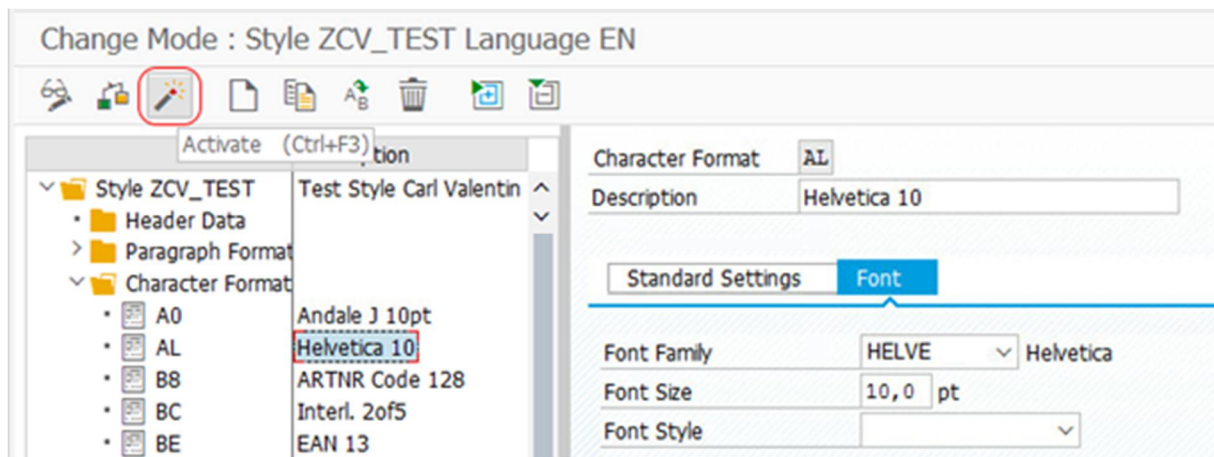 Change Mode : Style ZCV_TEST Language EN
Activate (Ctrl+F3)
tion
Style ZCV_TEST Test Style Carl Valentin
Header Data
Paragraph Format
Character Format
A0 Andale J 10pt
AL Helvetica 10
B8 ARTNR Code 128
BC Interl. 2of5
BE EAN 13
Character Format AL
Description Helvetica 10
Standard Settings Font
Font Family HELVE Helvetica
Font Size 10,0 pt
Font Style